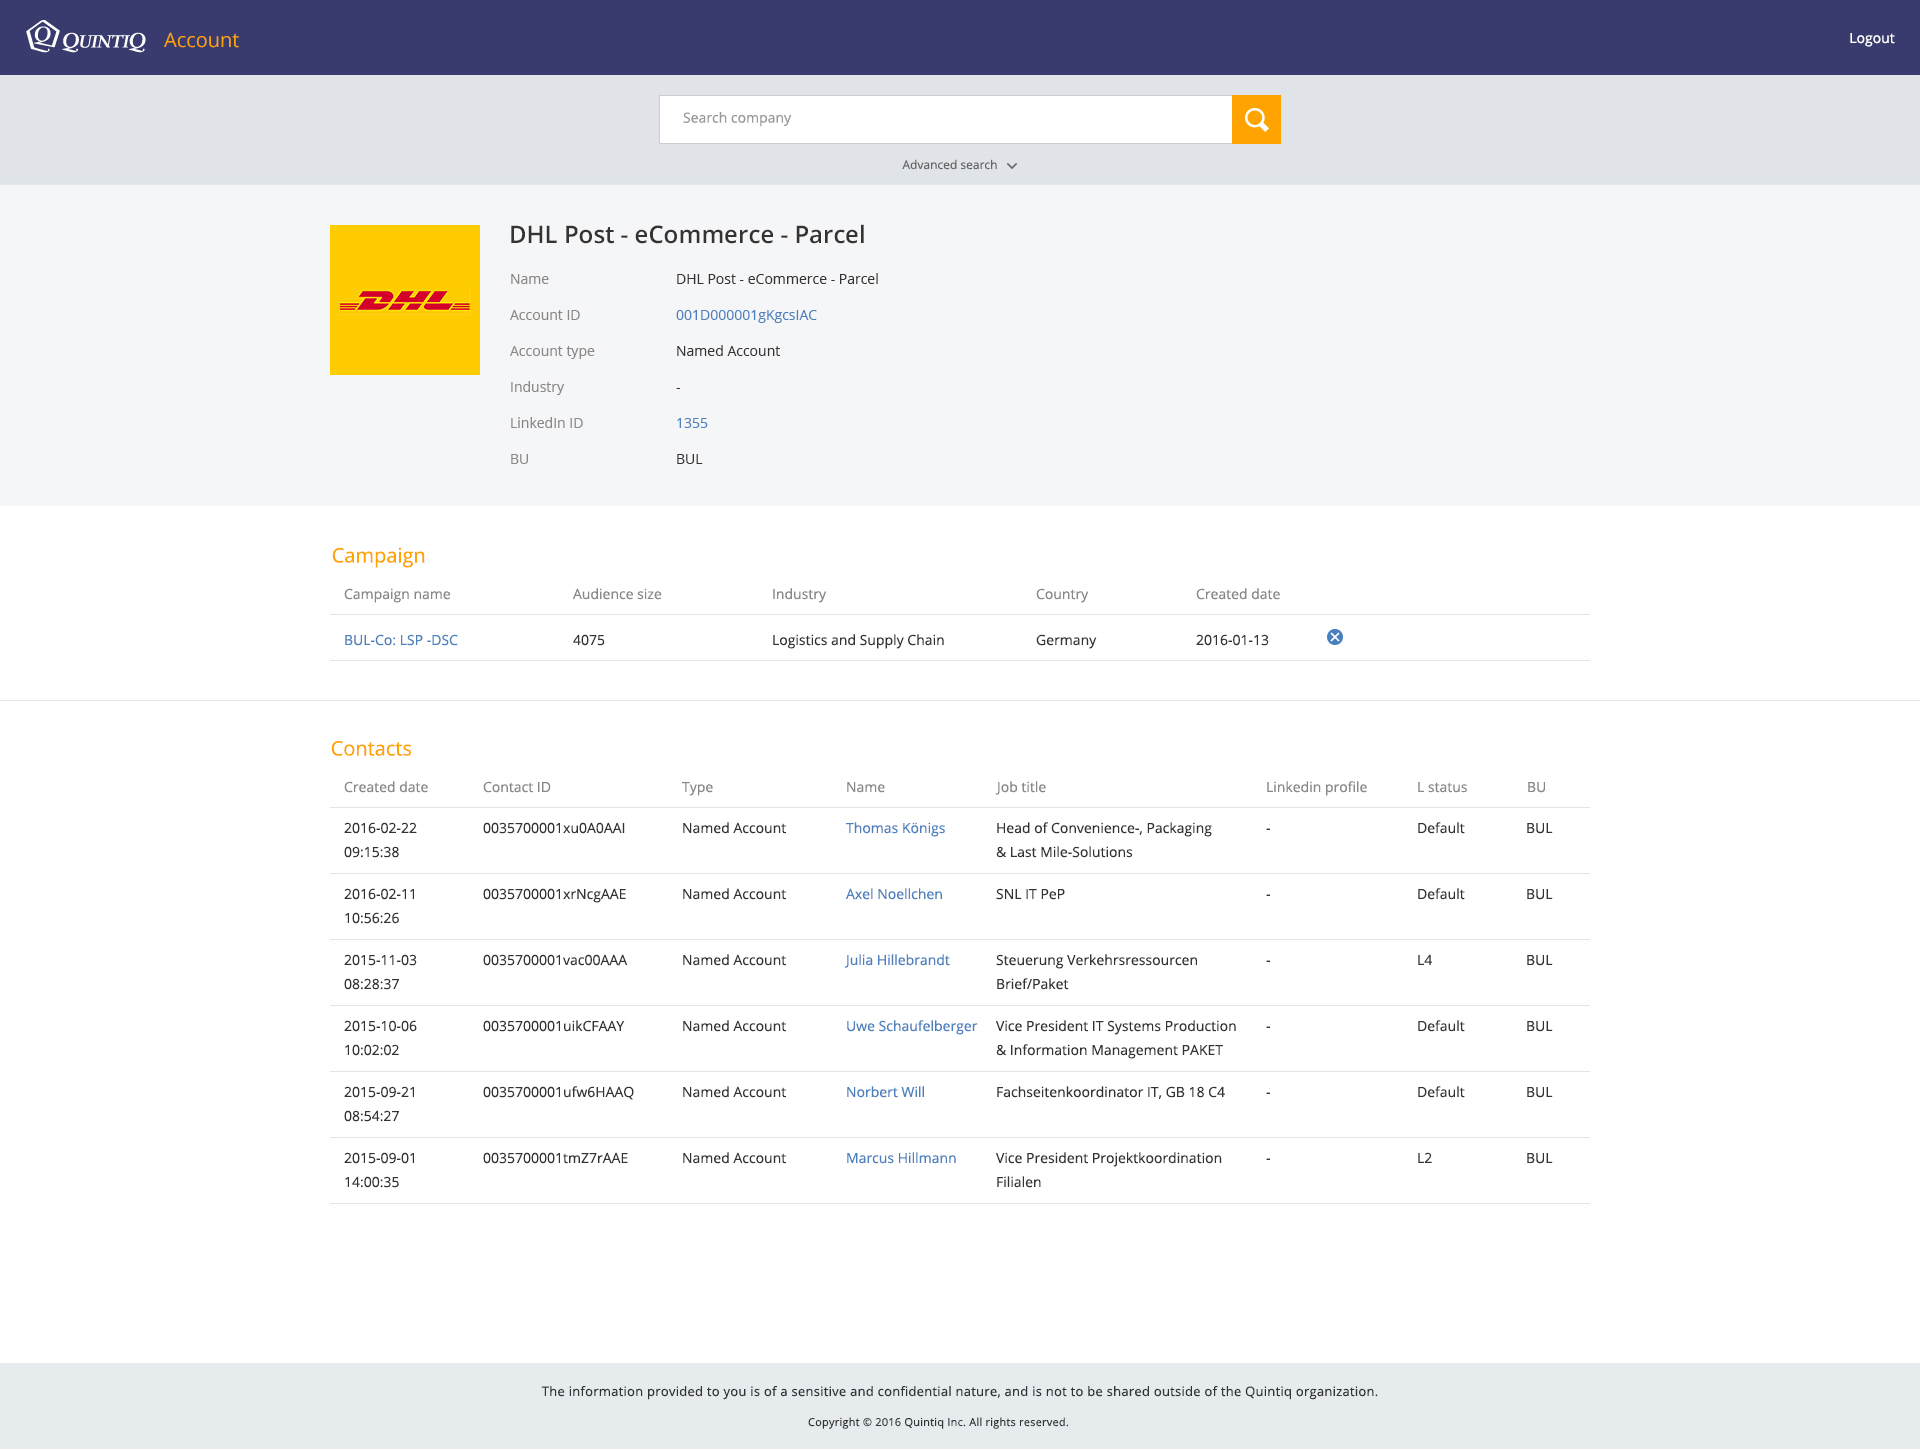 QUINTIQ Account
Logout
Search company
Advanced search
DHL
DHL Post - eCommerce - Parcel
Name DHL Post - eCommerce - Parcel
Account ID 001D000001gKgcsIAC
Account type Named Account
Industry -
LinkedIn ID 1355
BU BUL
Campaign
Campaign name Audience size Industry Country Created date
BUL-Co: LSP -DSC 4075 Logistics and Supply Chain Germany 2016-01-13
Contacts
Created date Contact ID Type Name Job title Linkedin profile L status BU
2016-02-22 0035700001xu0A0AAI Named Account Thomas Königs Head of Convenience-, Packaging - Default BUL
09:15:38 & Last Mile-Solutions
2016-02-11 0035700001xrNcgAAE Named Account Axel Noellchen SNL IT PeP - Default BUL
10:56:26
2015-11-03 0035700001vac00AAA Named Account Julia Hillebrandt Steuerung Verkehrsressourcen - L4 BUL
08:28:37 Brief/Paket
2015-10-06 0035700001uikCFAAY Named Account Uwe Schaufelberger Vice President IT Systems Production - Default BUL
10:02:02 & Information Management PAKET
2015-09-21 0035700001ufw6HAAQ Named Account Norbert Will Fachseitenkoordinator IT, GB 18 C4 - Default BUL
08:54:27
2015-09-01 0035700001tmZ7rAAE Named Account Marcus Hillmann Vice President Projektkoordination - L2 BUL
14:00:35 Filialen
The information provided to you is of a sensitive and confidential nature, and is not to be shared outside of the Quintiq organization.
Copyright © 2016 Quintiq Inc. All rights reserved.